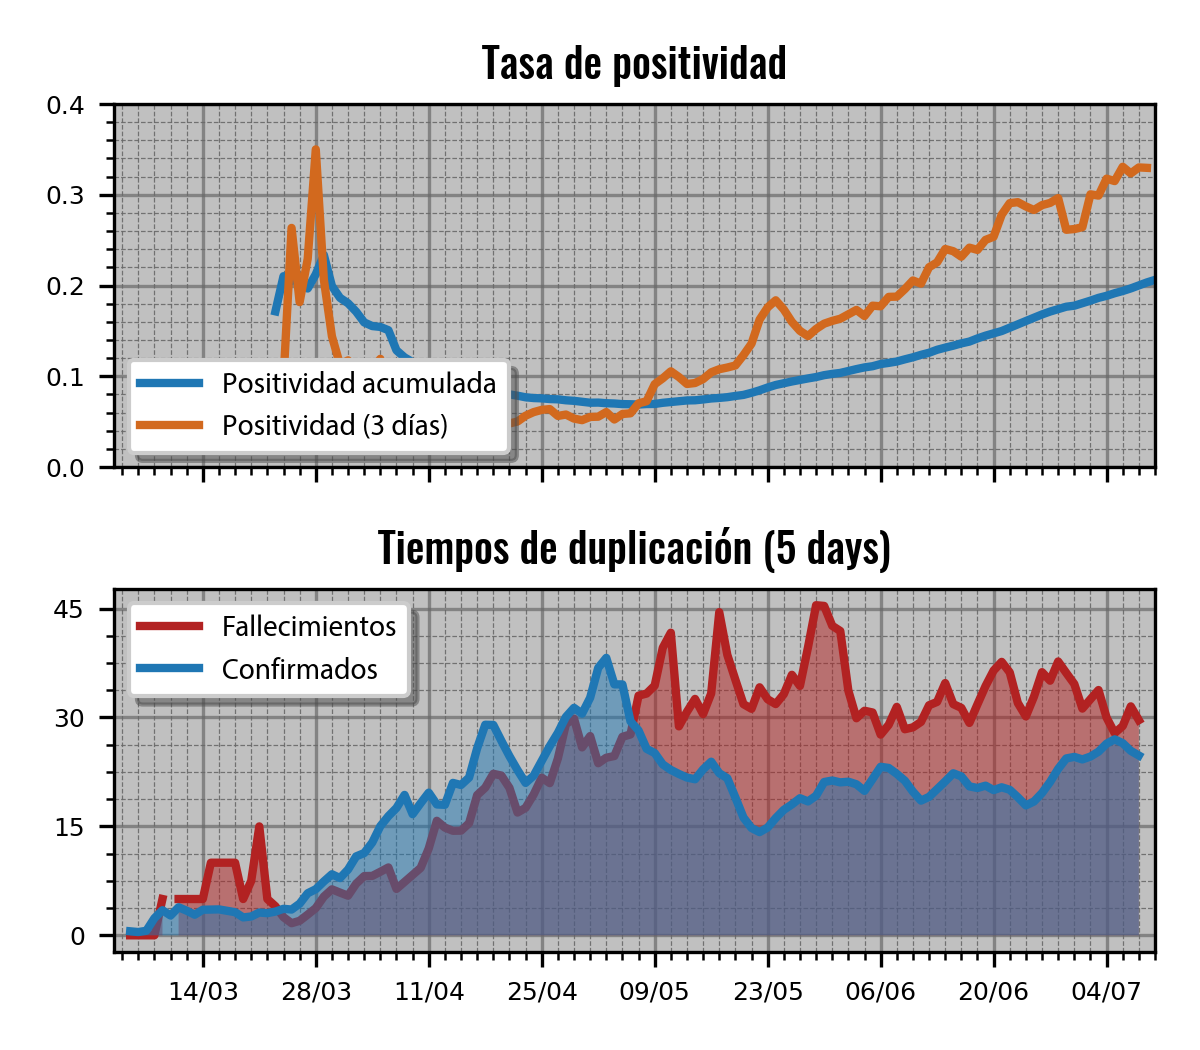 Tasa de positividad
0.4
0.3
0.2
0.1
0.0
Positividad acumulada
Positividad (3 días)
Tiempos de duplicación (5 days)
45
30
15
0
Fallecimientos
Confirmados
14/03 28/03 11/04 25/04 09/05 23/05 06/06 20/06 04/07